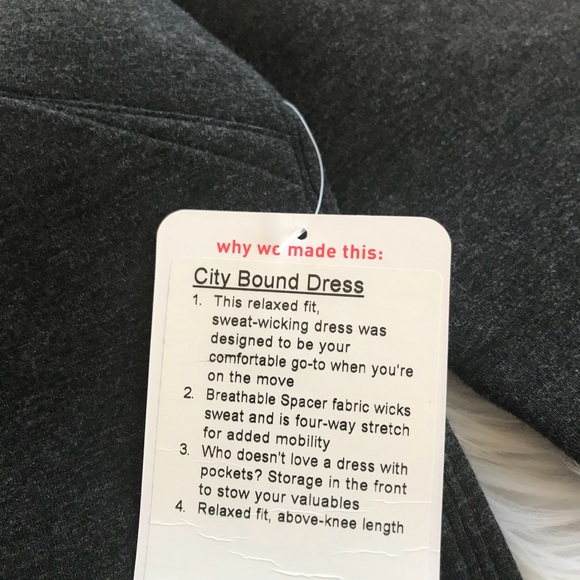 why we made this:
City Bound Dress
1. This relaxed fit,
sweat-wicking dress was
designed to be your
comfortable go-to when you're
on the move
2. Breathable Spacer fabric wicks
sweat and is four-way stretch
for added mobility
3. Who doesn't love a dress with
pockets? Storage in the front
to stow your valuables
4. Relaxed fit, above-knee length